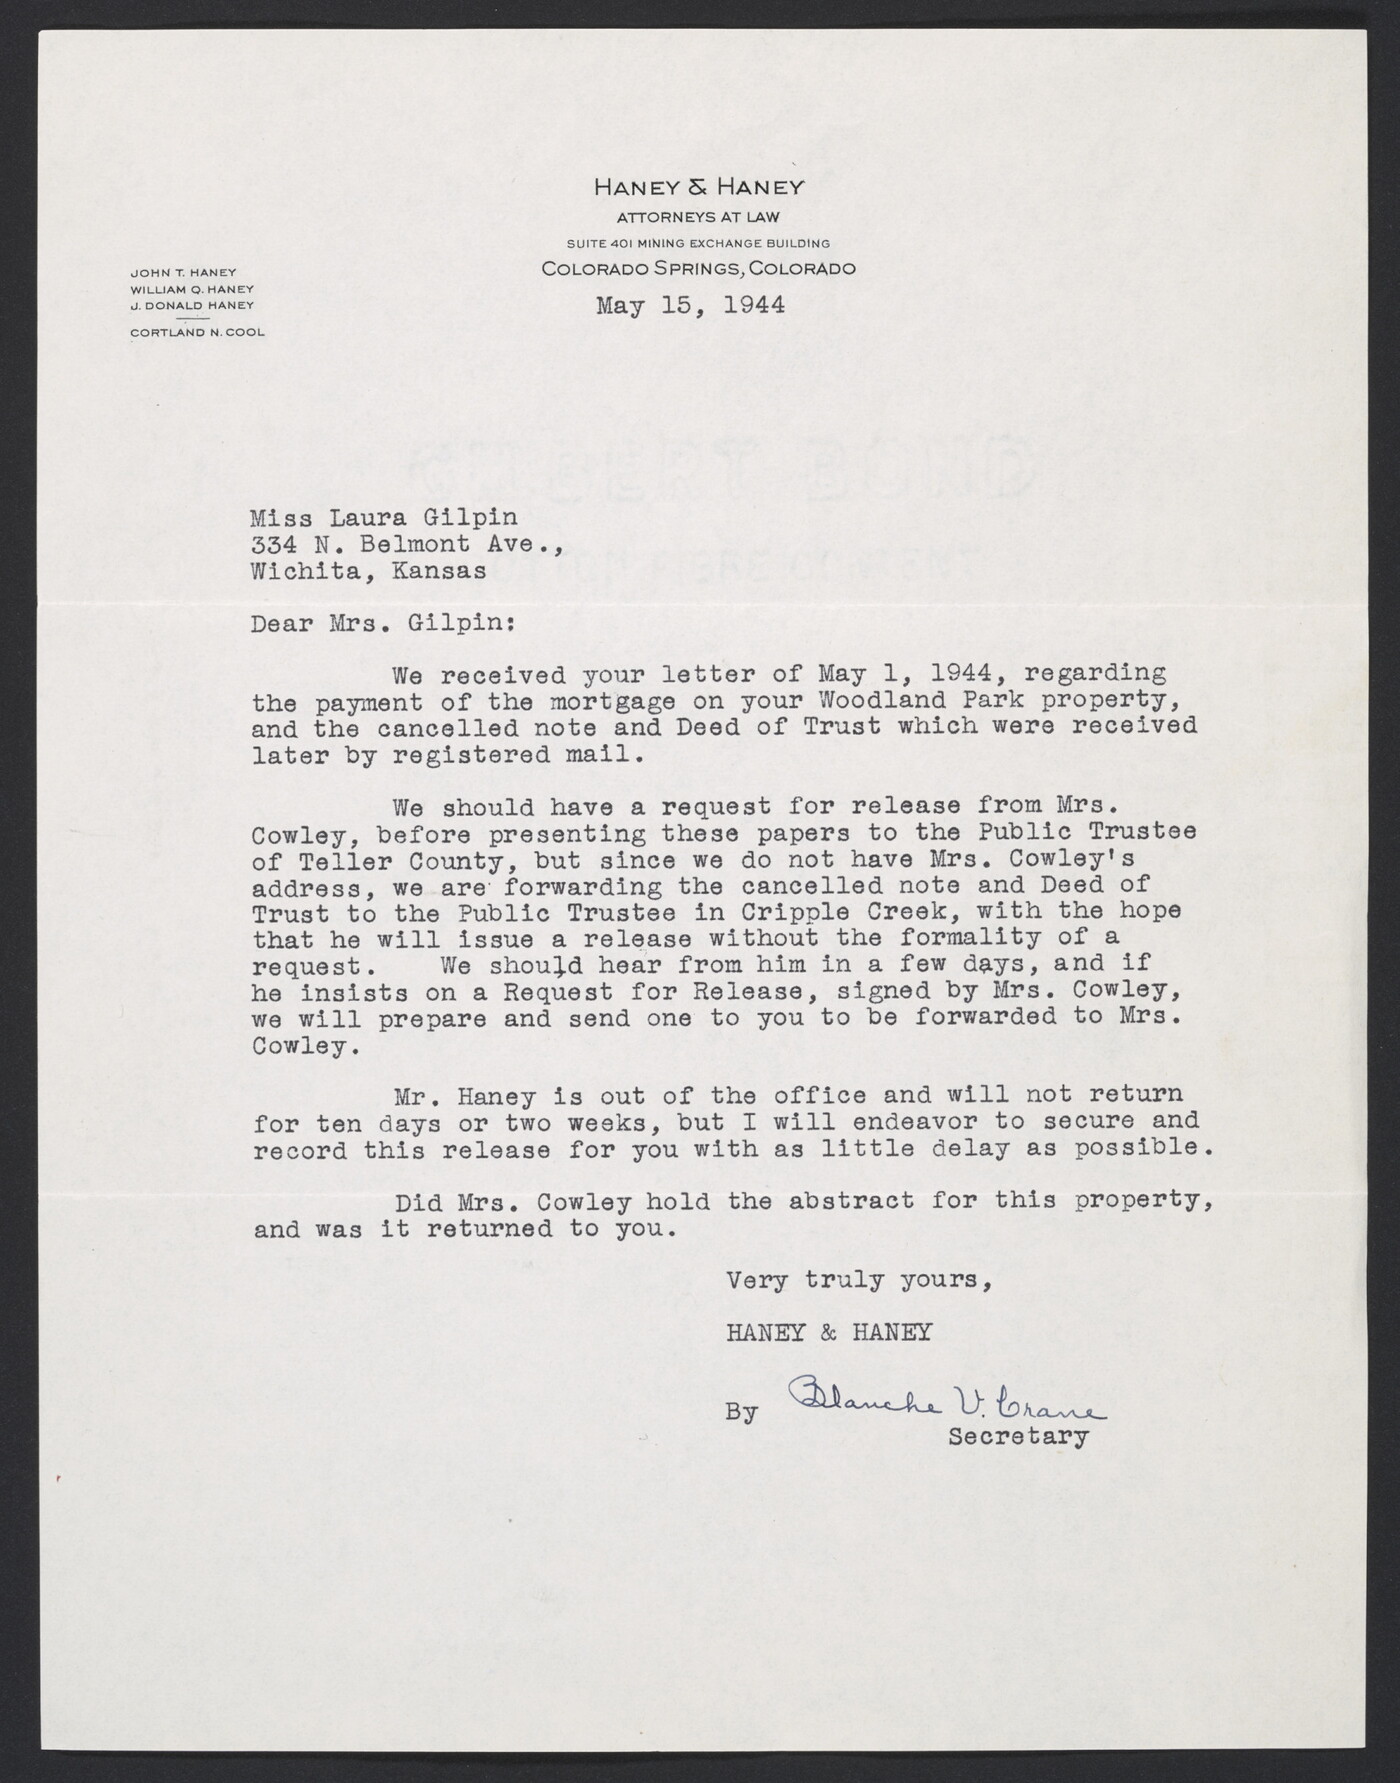 HANEY & HANEY
ATTORNEYS AT LAW
SUITE 401 MINING EXCHANGE BUILDING
COLORADO SPRINGS, COLORADO
JOHN T. HANEY
WILLIAM Q. HANEY
J. DONALD HANEY
CORTLAND N. COOL
May 15, 1944
Miss Laura Gilpin
334 N. Belmont Ave.,
Wichita, Kansas
Dear Mrs. Gilpin:
We received your letter of May 1, 1944, regarding
the payment of the mortgage on your Woodland Park property,
and the cancelled note and Deed of Trust which were received
later by registered mail.
We should have a request for release from Mrs.
Cowley, before presenting these papers to the Public Trustee
of Teller County, but since we do not have Mrs. Cowley's
address, we are forwarding the cancelled note and Deed of
Trust to the Public Trustee in Cripple Creek, with the hope
that he will issue a release without the formality of a
request. We should hear from him in a few days, and if
he insists on a Request for Release, signed by Mrs. Cowley,
we will prepare and send one to you to be forwarded to Mrs.
Cowley.
Mr. Haney is out of the office and will not return
for ten days or two weeks, but I will endeavor to secure and
record this release for you with as little delay as possible.
Did Mrs. Cowley hold the abstract for this property,
and was it returned to you.
Very truly yours,
HANEY & HANEY
By Blanche V. Crane
Secretary